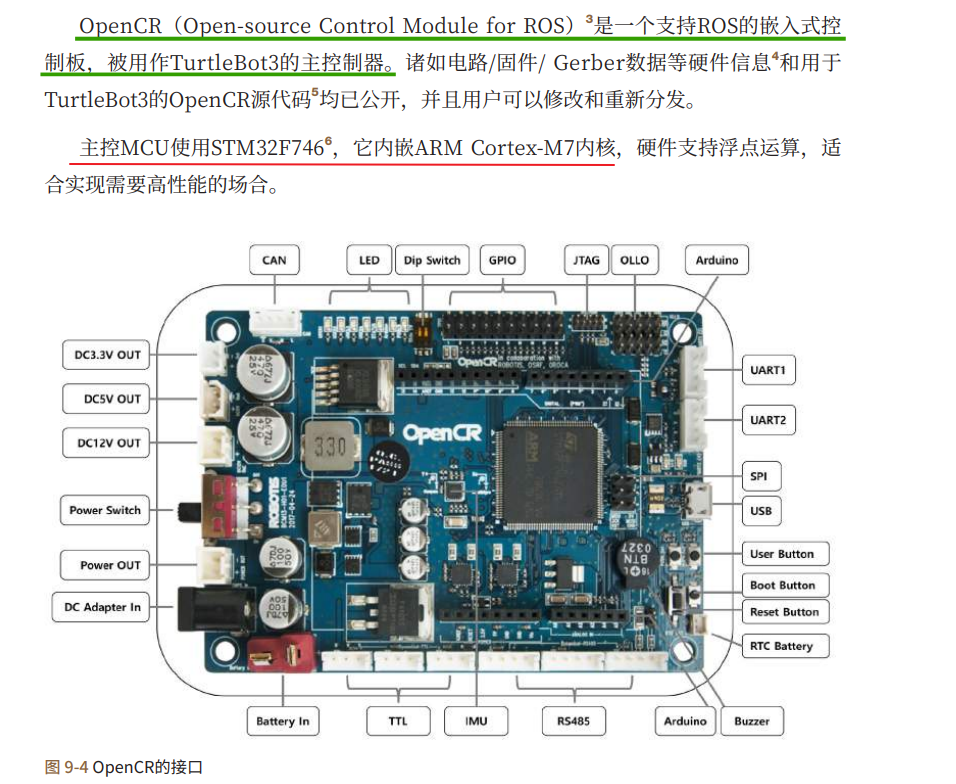 OpenCR（Open-source Control Module for ROS）³是一个支持ROS的嵌入式控
制板，被用作TurtleBot3的主控制器。诸如电路/固件/ Gerber数据等硬件信息⁴和用于
TurtleBot3的OpenCR源代码⁵均已公开，并且用户可以修改和重新分发。
主控MCU使用STM32F746⁶，它内嵌ARM Cortex-M7内核，硬件支持浮点运算，适
合实现需要高性能的场合。
CAN
LED
Dip Switch
GPIO
JTAG
OLLO
Arduino
DC3.3V OUT
DC5V OUT
DC12V OUT
Power Switch
Power OUT
DC Adapter In
OpenCR
ROBOTIS, OSRF, OROCA
330
OpenCR
ROBOTIS
2017-04-24
ARM
UART1
UART2
SPI
USB
User Button
Boot Button
Reset Button
RTC Battery
Battery In
TTL
IMU
RS485
Arduino
Buzzer
图 9-4 OpenCR的接口